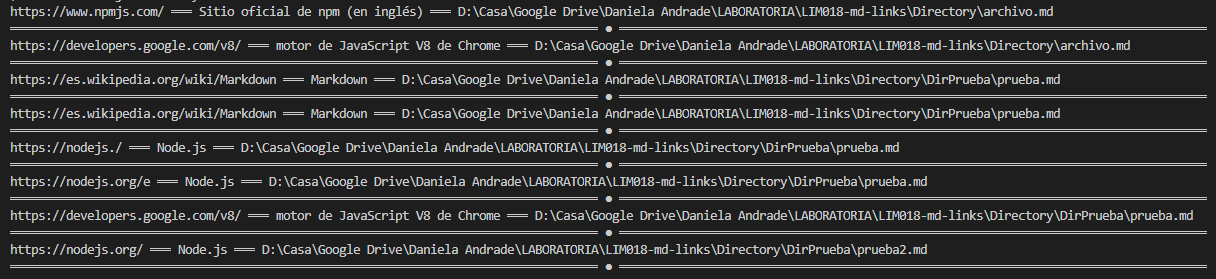 https://www.npmjs.com/ === Sitio oficial de npm (en inglés) === D:\Casa\Google Drive\Daniela Andrade\LABORATORIA\LIM018-md-links\Directory\archivo.md
https://developers.google.com/v8/ === motor de JavaScript V8 de Chrome === D:\Casa\Google Drive\Daniela Andrade\LABORATORIA\LIM018-md-links\Directory\archivo.md
https://es.wikipedia.org/wiki/Markdown === Markdown === D:\Casa\Google Drive\Daniela Andrade\LABORATORIA\LIM018-md-links\Directory\DirPrueba\prueba.md
https://es.wikipedia.org/wiki/Markdown === Markdown === D:\Casa\Google Drive\Daniela Andrade\LABORATORIA\LIM018-md-links\Directory\DirPrueba\prueba.md
https://nodejs./ === Node.js === D:\Casa\Google Drive\Daniela Andrade\LABORATORIA\LIM018-md-links\Directory\DirPrueba\prueba.md
https://nodejs.org/e === Node.js === D:\Casa\Google Drive\Daniela Andrade\LABORATORIA\LIM018-md-links\Directory\DirPrueba\prueba.md
https://developers.google.com/v8/ === motor de JavaScript V8 de Chrome === D:\Casa\Google Drive\Daniela Andrade\LABORATORIA\LIM018-md-links\Directory\DirPrueba\prueba.md
https://nodejs.org/ === Node.js === D:\Casa\Google Drive\Daniela Andrade\LABORATORIA\LIM018-md-links\Directory\DirPrueba\prueba2.md